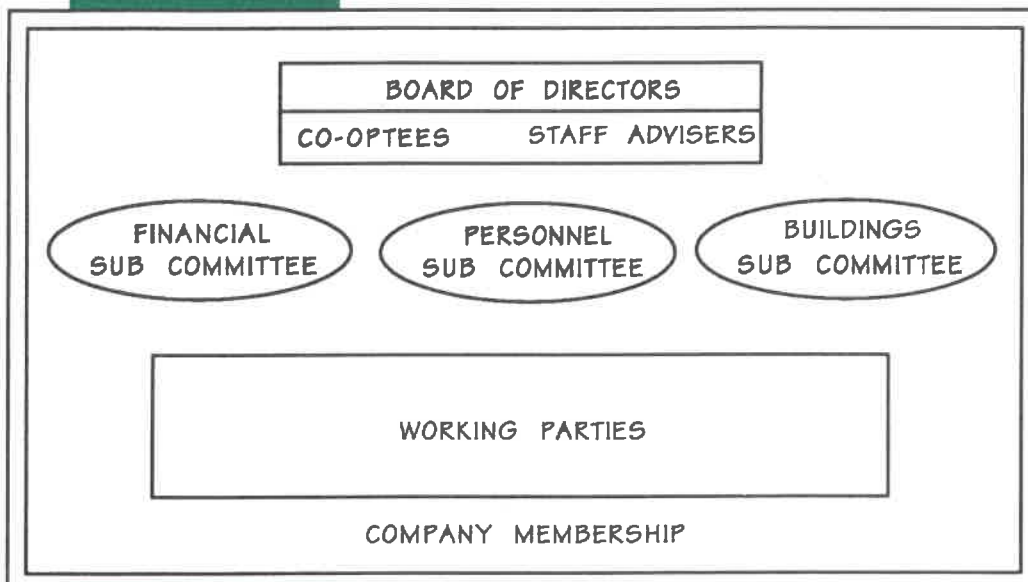 BOARD OF DIRECTORS
CO-OPTEES STAFF ADVISERS
FINANCIAL
SUB COMMITTEE
PERSONNEL
SUB COMMITTEE
BUILDINGS
SUB COMMITTEE
WORKING PARTIES
COMPANY MEMBERSHIP